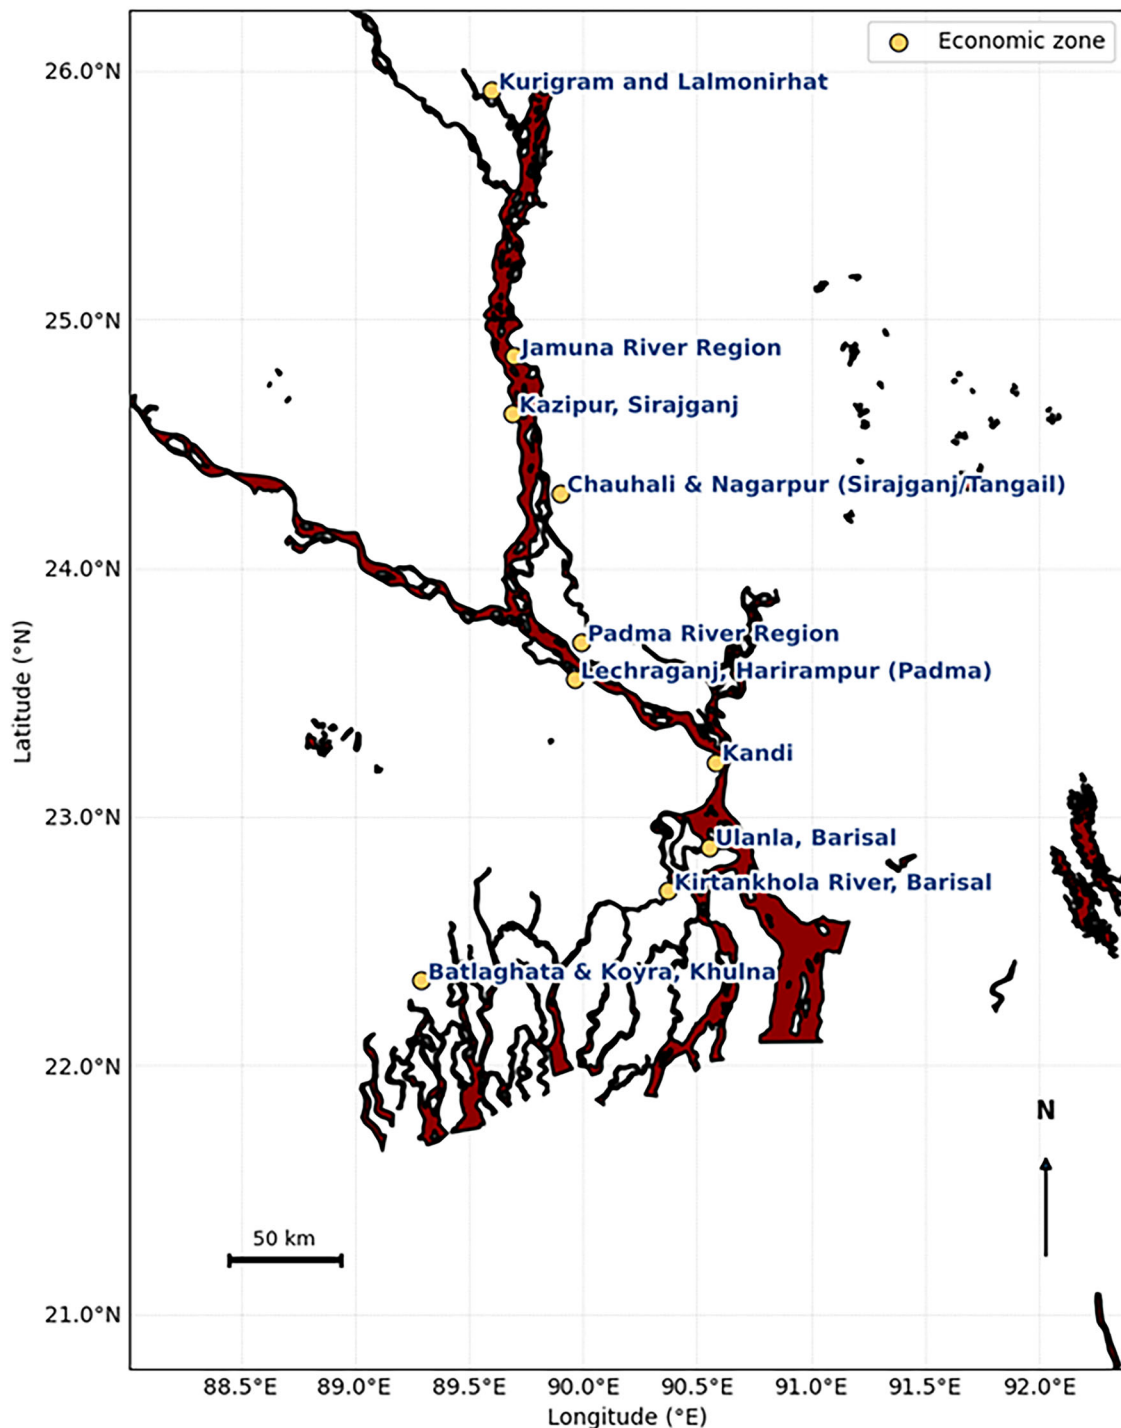 Economic zone
26.0°N
Kurigram and Lalmonirhat
25.0°N
Jamuna River Region
Kazipur, Sirajganj
Chauhali & Nagarpur (Sirajganj/Tangail)
24.0°N
Padma River Region
Lechraganj, Harirampur (Padma)
Latitude (°N)
Kandi
23.0°N
Ulanla, Barisal
Kirtankhola River, Barisal
Batlaghata & Koyra, Khulna
22.0°N
N
50 km
21.0°N
88.5°E 89.0°E 89.5°E 90.0°E 90.5°E 91.0°E 91.5°E 92.0°E
Longitude (°E)